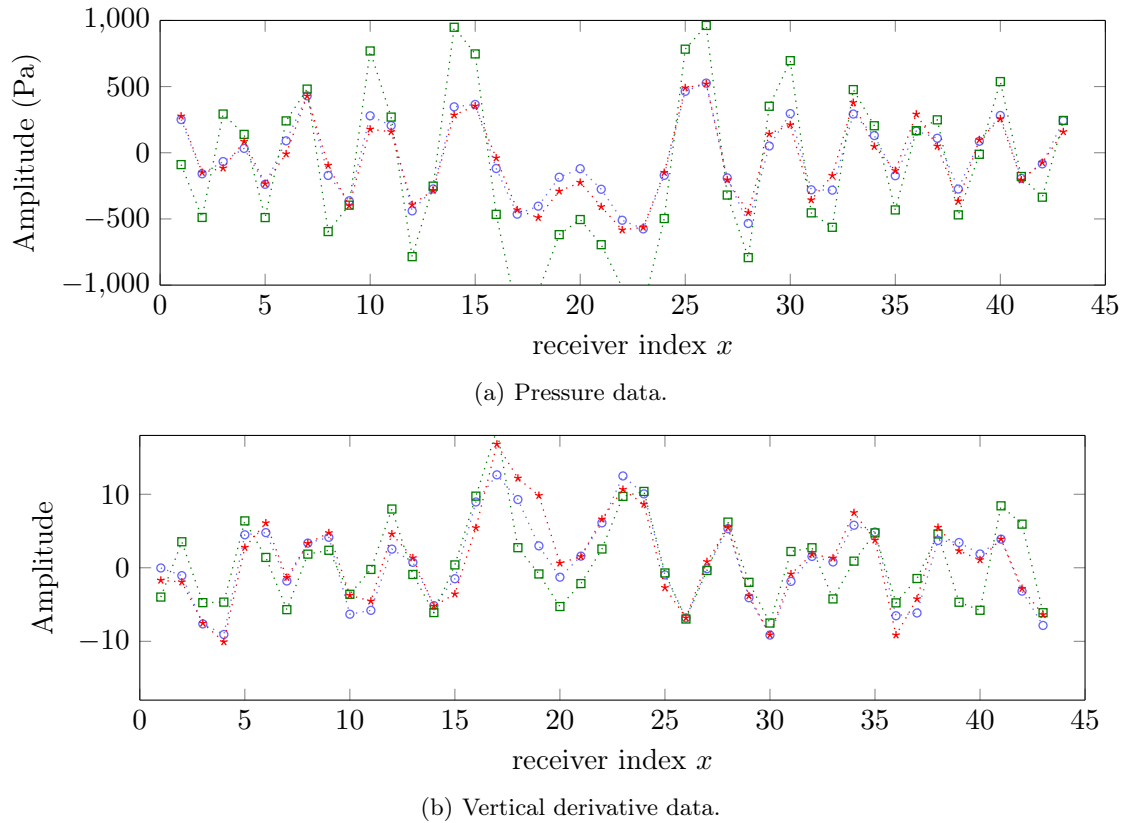 1,000
500
0
−500
−1,000
Amplitude (Pa)
0 5 10 15 20 25 30 35 40 45
receiver index x
(a) Pressure data.
10
0
−10
Amplitude
0 5 10 15 20 25 30 35 40 45
receiver index x
(b) Vertical derivative data.